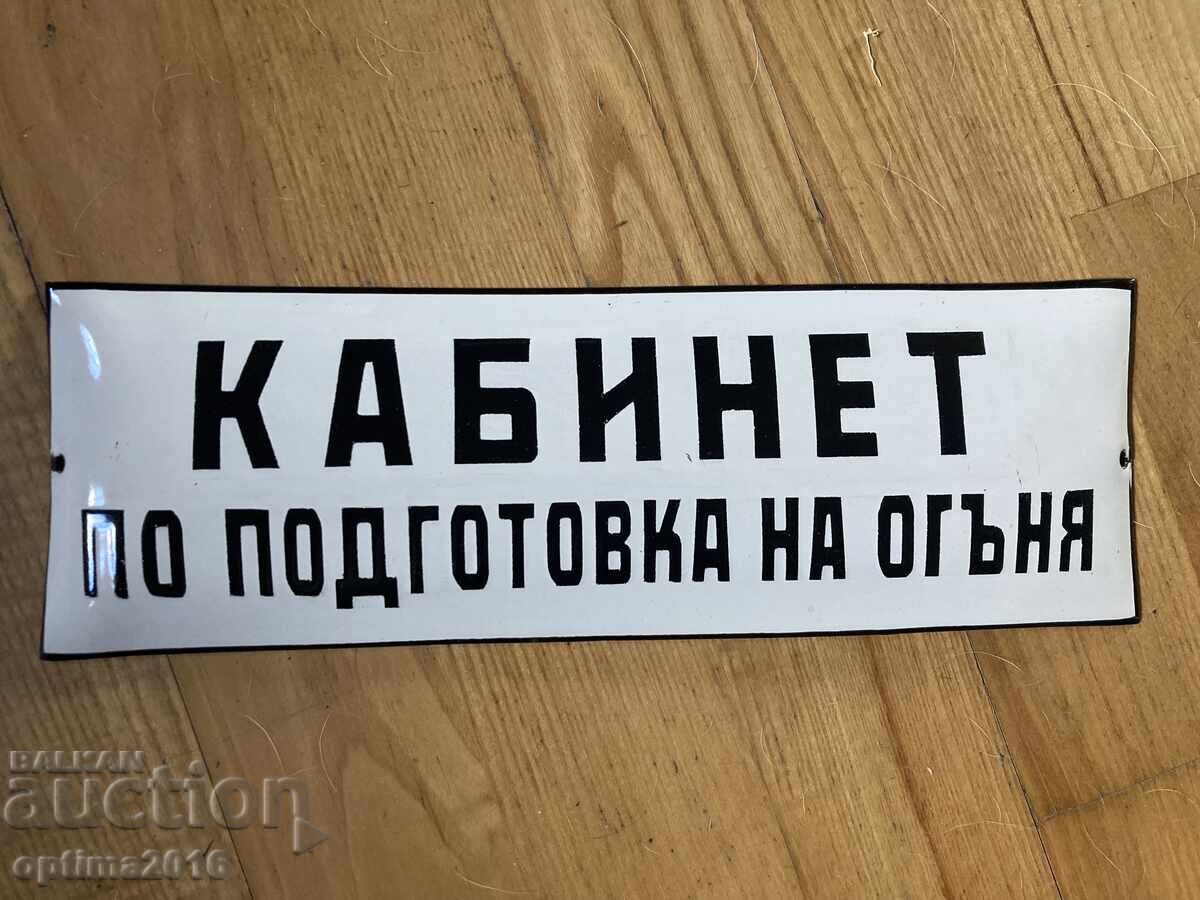 КАБИНЕТ
ПО ПОДГОТОВКА НА ОГЪНЯ
BALKAN
auction
optima2016